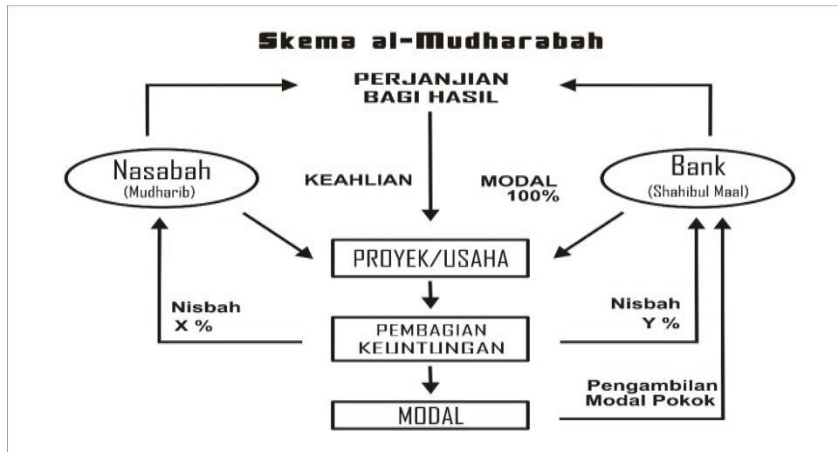 Skema al-Mudharabah
PERJANJIAN
BAGI HASIL
Nasabah
(Mudharib)
Bank
(Shahibul Maal)
KEAHLIAN
MODAL
100%
PROYEK/USAHA
Nisbah
X %
Nisbah
Y %
PEMBAGIAN
KEUNTUNGAN
MODAL
Pengambilan
Modal Pokok